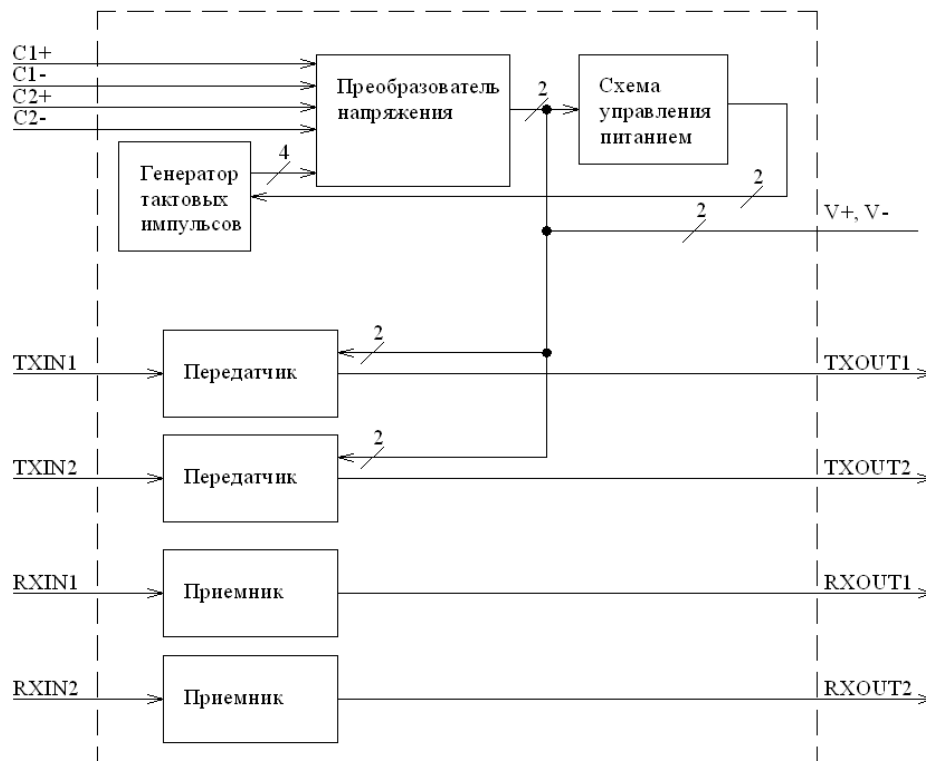 C1+
C1-
C2+
C2-
Преобразователь
напряжения
2
Схема
управления
питанием
Генератор
тактовых
импульсов
4
2
2
V+, V-
TXIN1
Передатчик
2
TXOUT1
TXIN2
Передатчик
2
TXOUT2
RXIN1
Приемник
RXOUT1
RXIN2
Приемник
RXOUT2